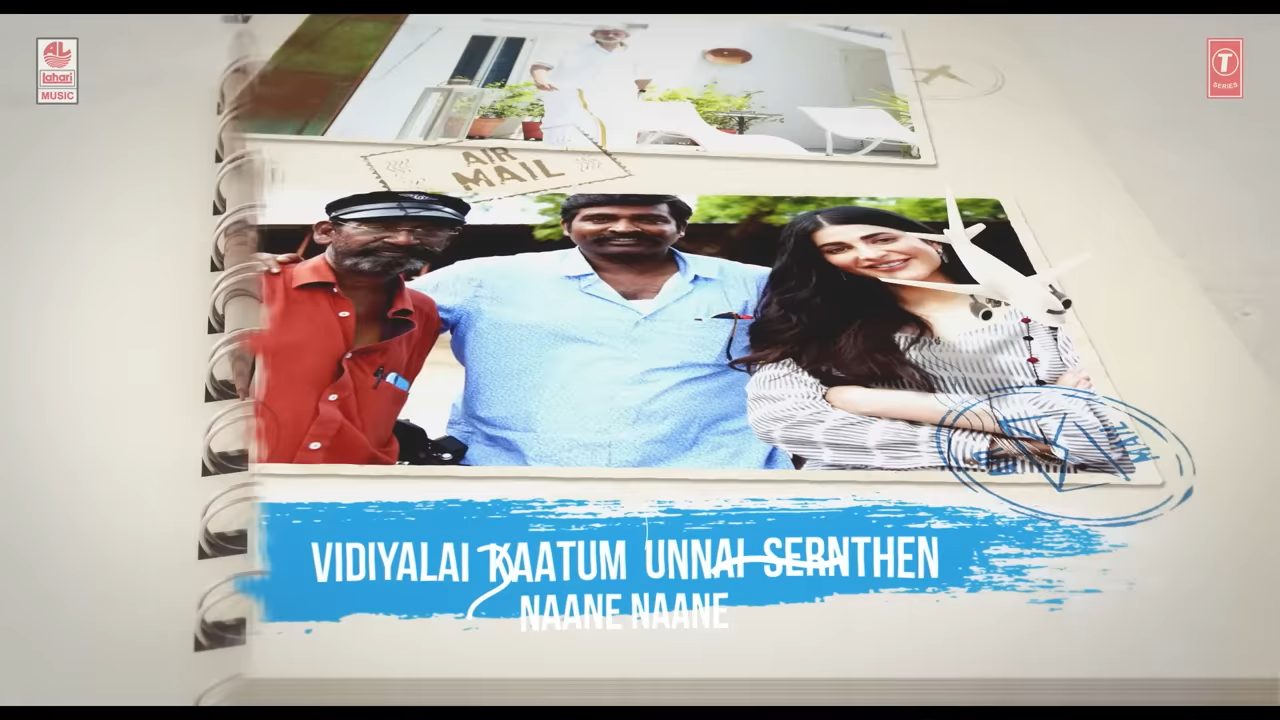 AL
lahari
MUSIC
T
SERIES
AIR
MAIL
VIDIYALAI KAATUM UNNAI SERNTHEN
NAANE NAANE